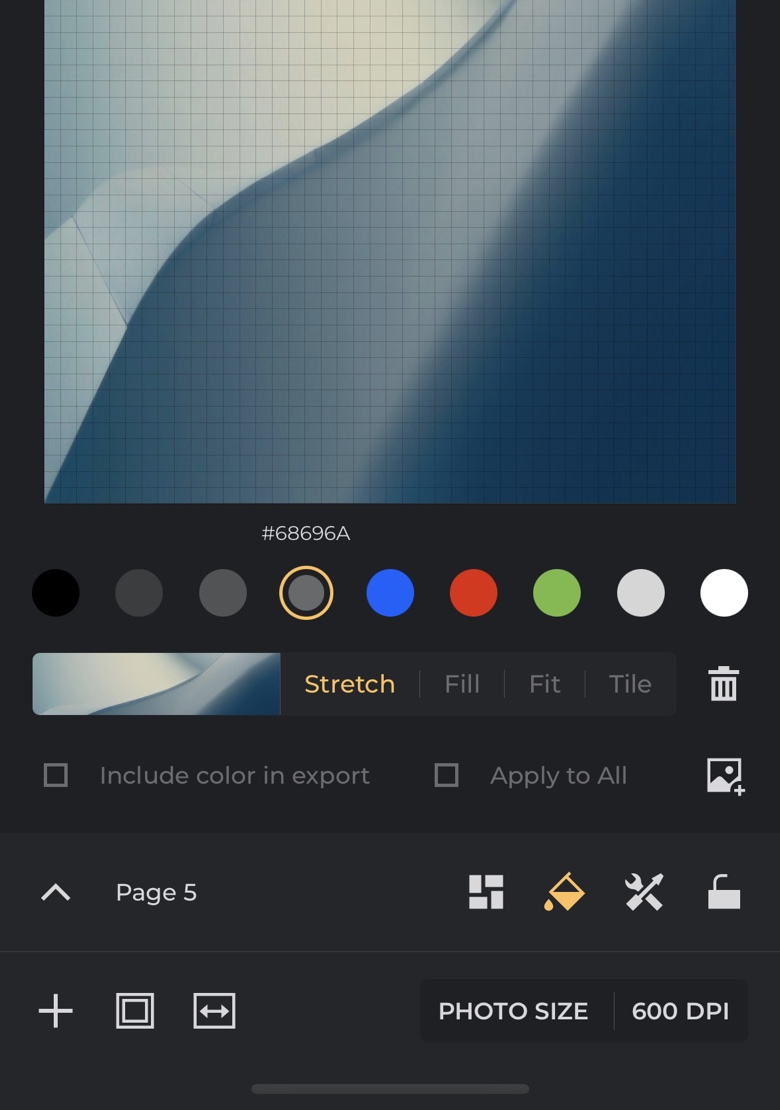 #68696A
Stretch Fill Fit Tile
Include color in export Apply to All
Page 5
PHOTO SIZE 600 DPI